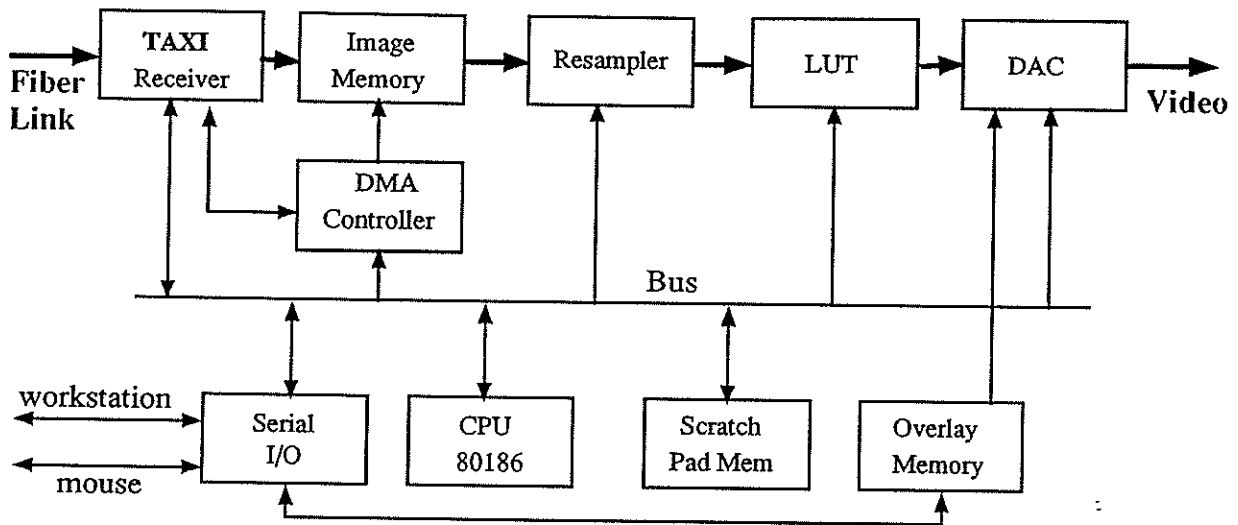 TAXI
Receiver
Image
Memory
Resampler
LUT
DAC
Fiber
Link
Video
DMA
Controller
Bus
workstation
mouse
Serial
I/O
CPU
80186
Scratch
Pad Mem
Overlay
Memory